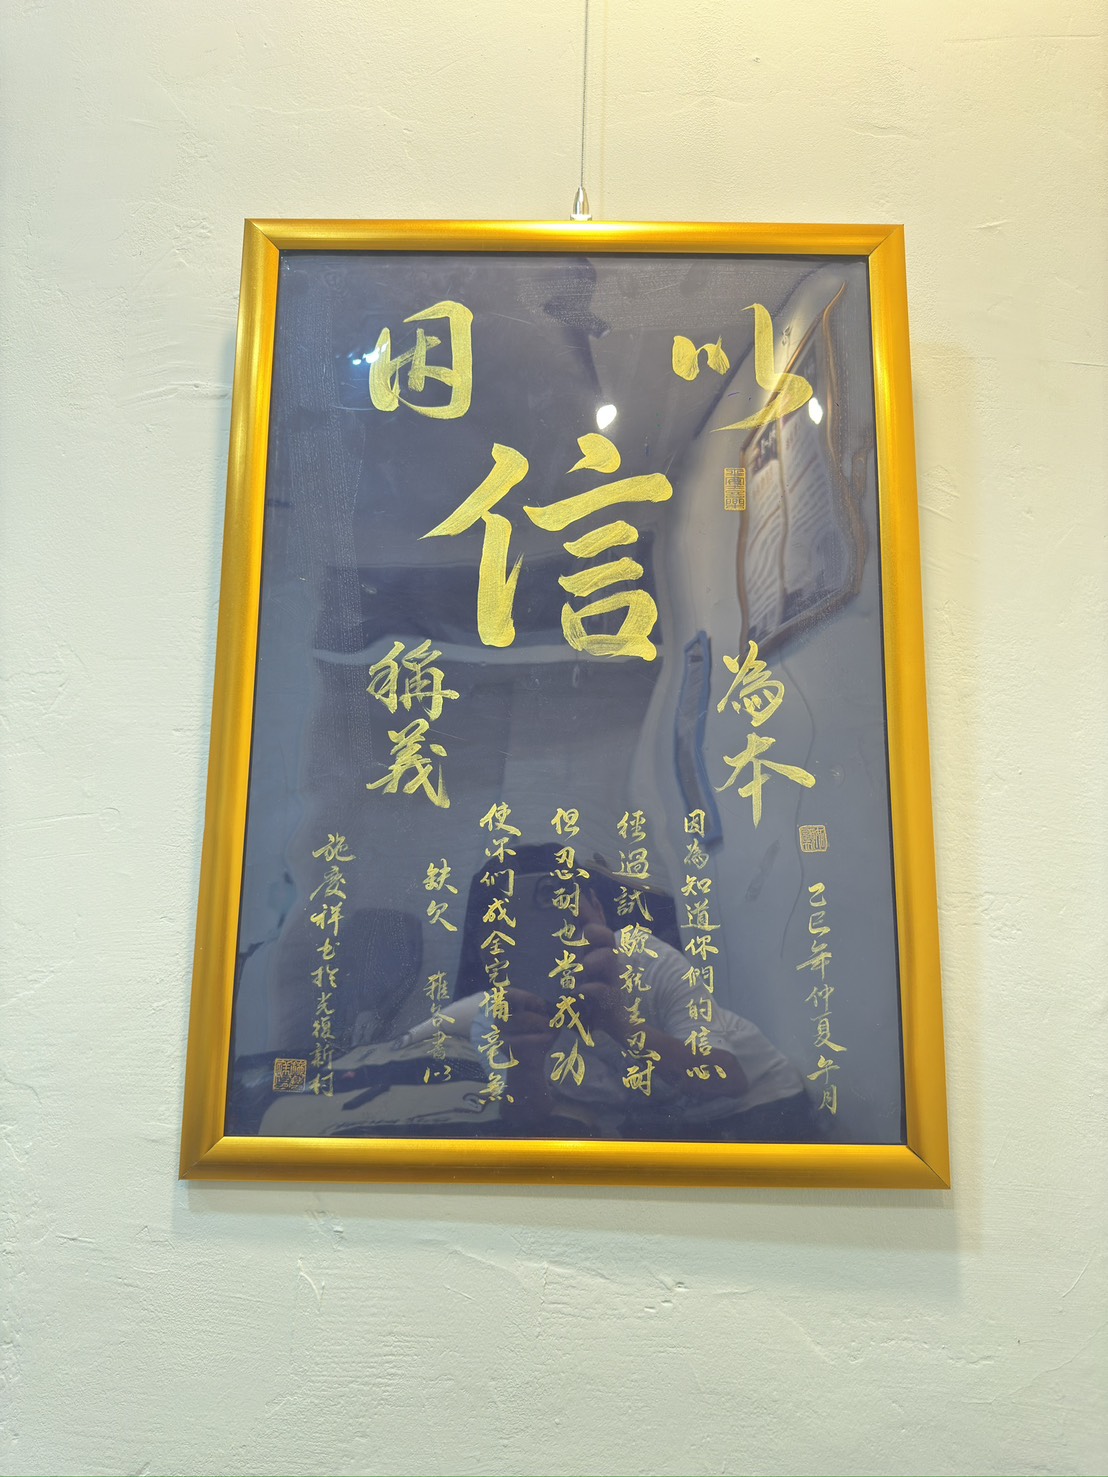 以
信
為本
因
稱義
己巳年仲夏午月
因為知道你們的信心
經過試驗就生忍耐
但忍耐也當成功
使你们成全完備毫無
缺欠 雅各書1:3
施慶祥書於光復新村